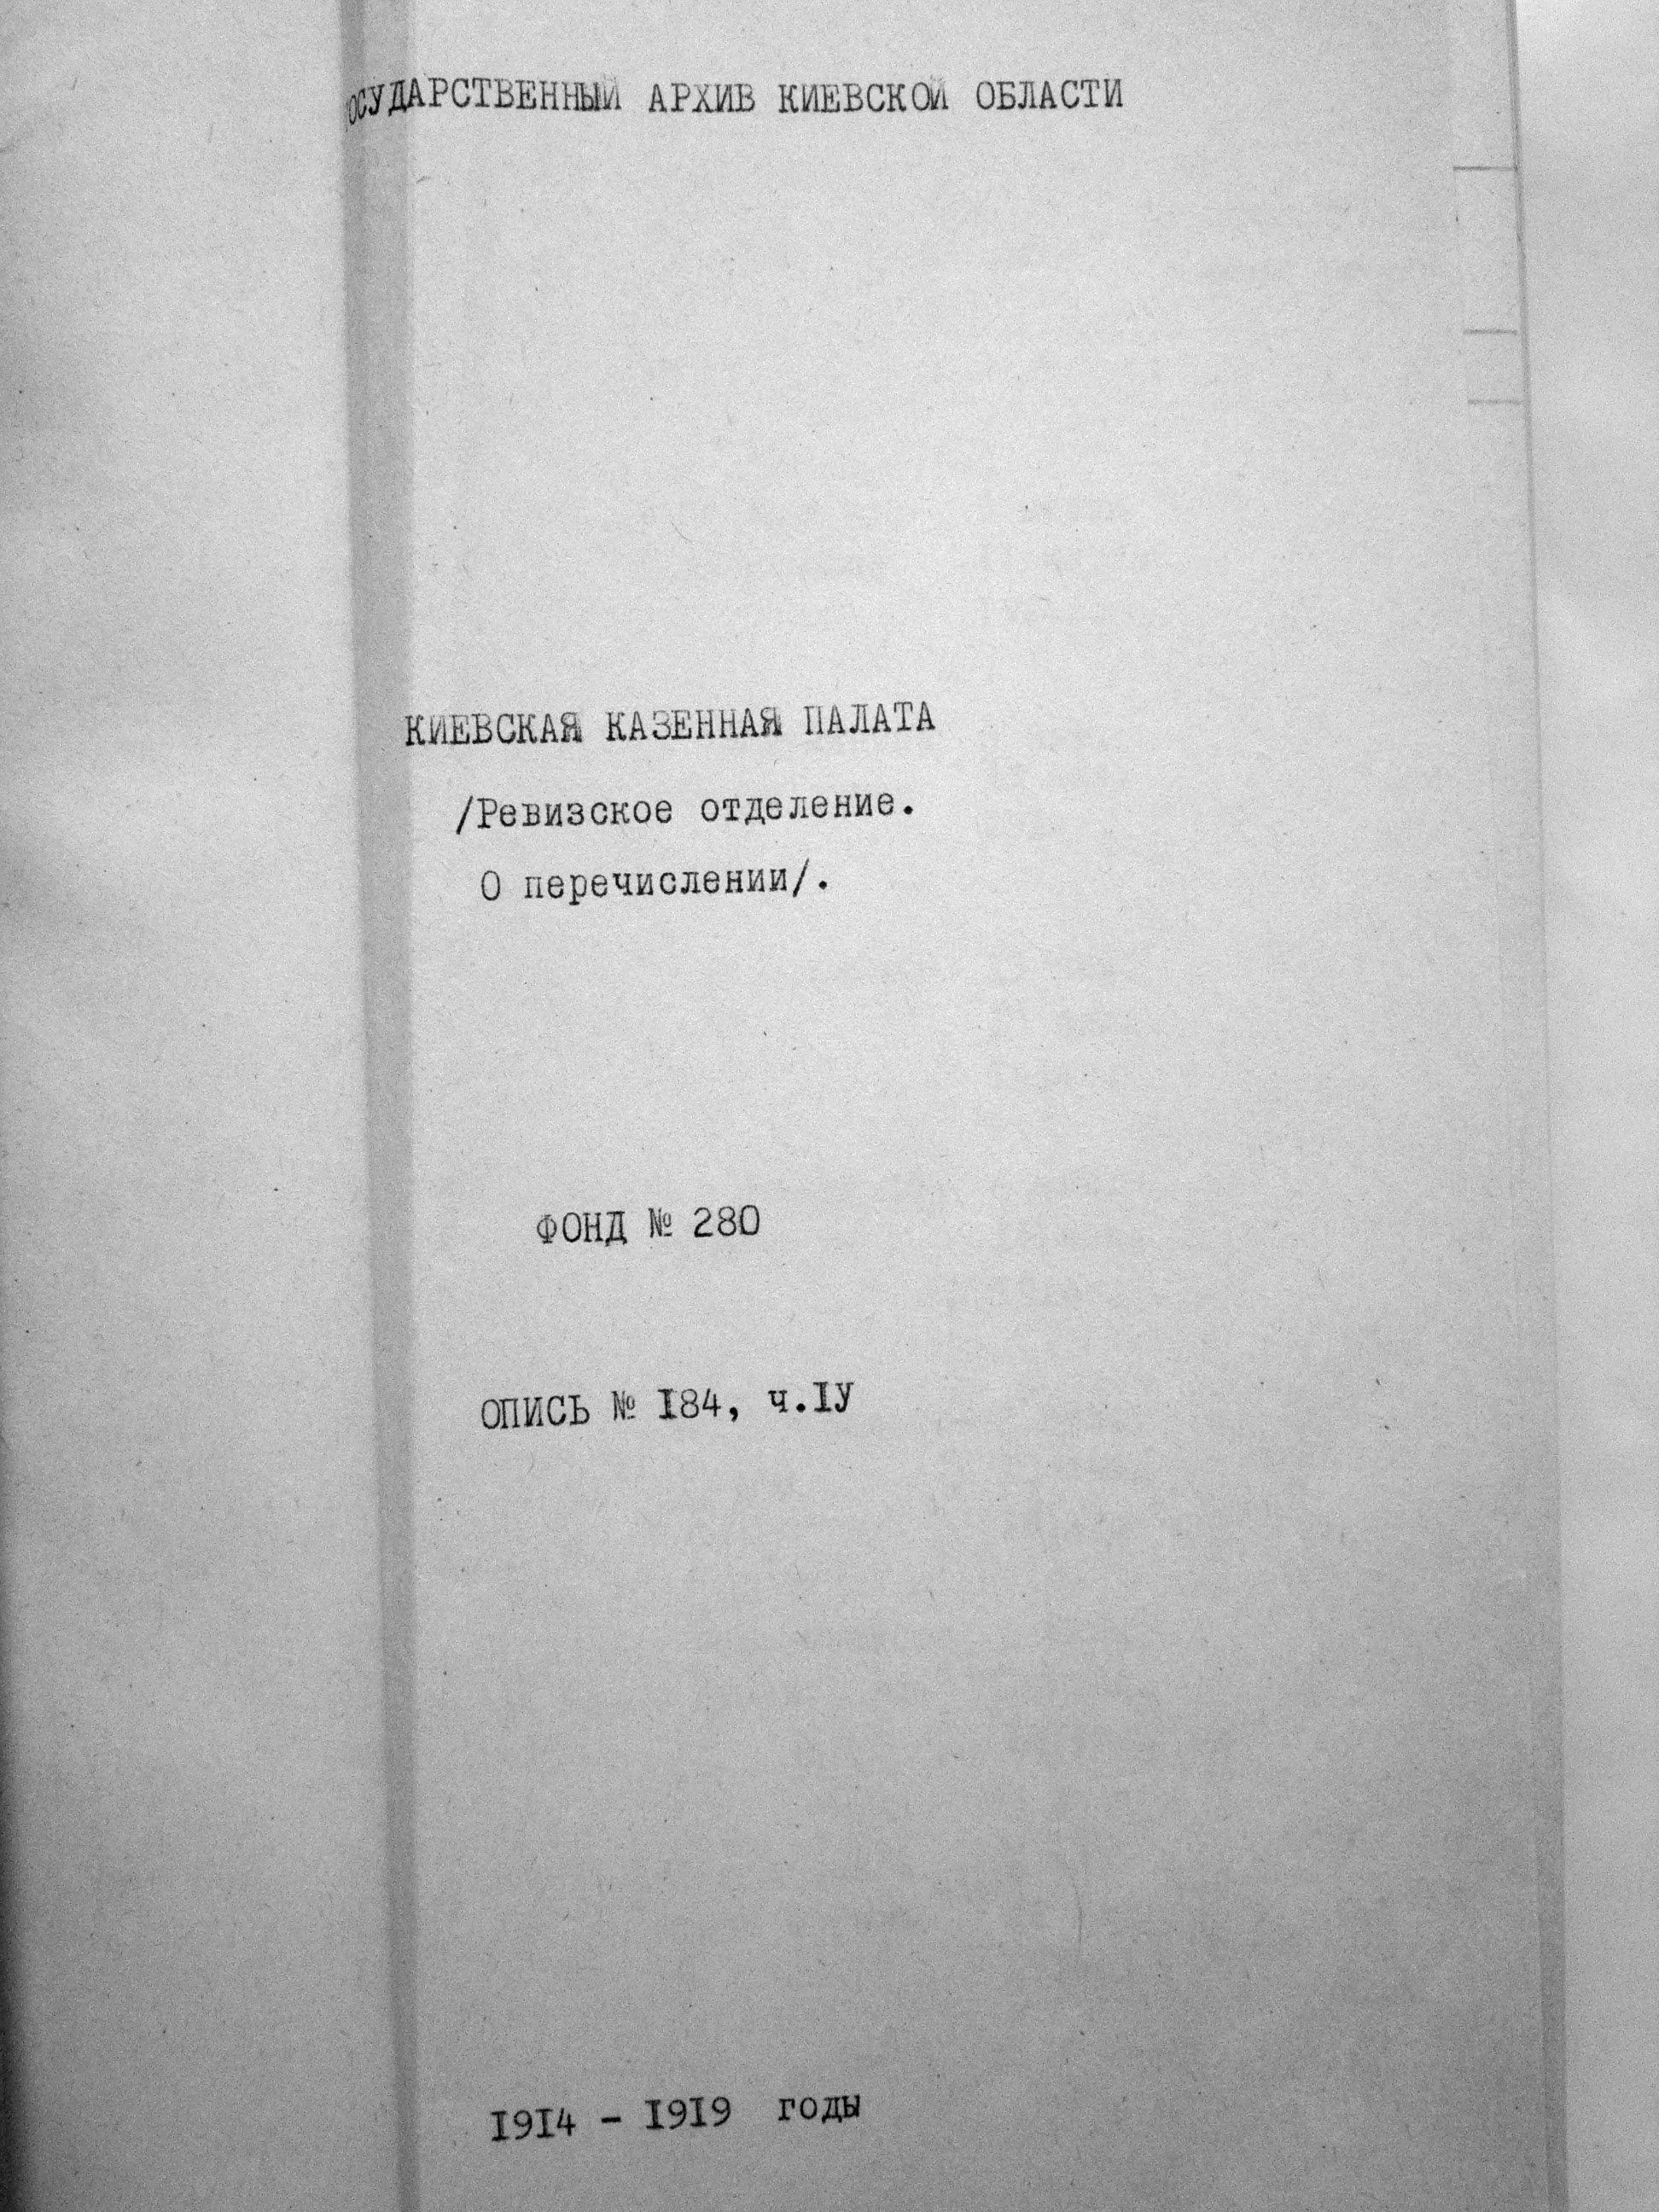 ГОСУДАРСТВЕННЫЙ АРХИВ КИЕВСКОЙ ОБЛАСТИ
КИЕВСКАЯ КАЗЕННАЯ ПАЛАТА
/Ревизское отделение.
О перечислении/.
ФОНД № 280
ОПИСЬ № I84, ч.IУ
I9I4 - I9I9 годы